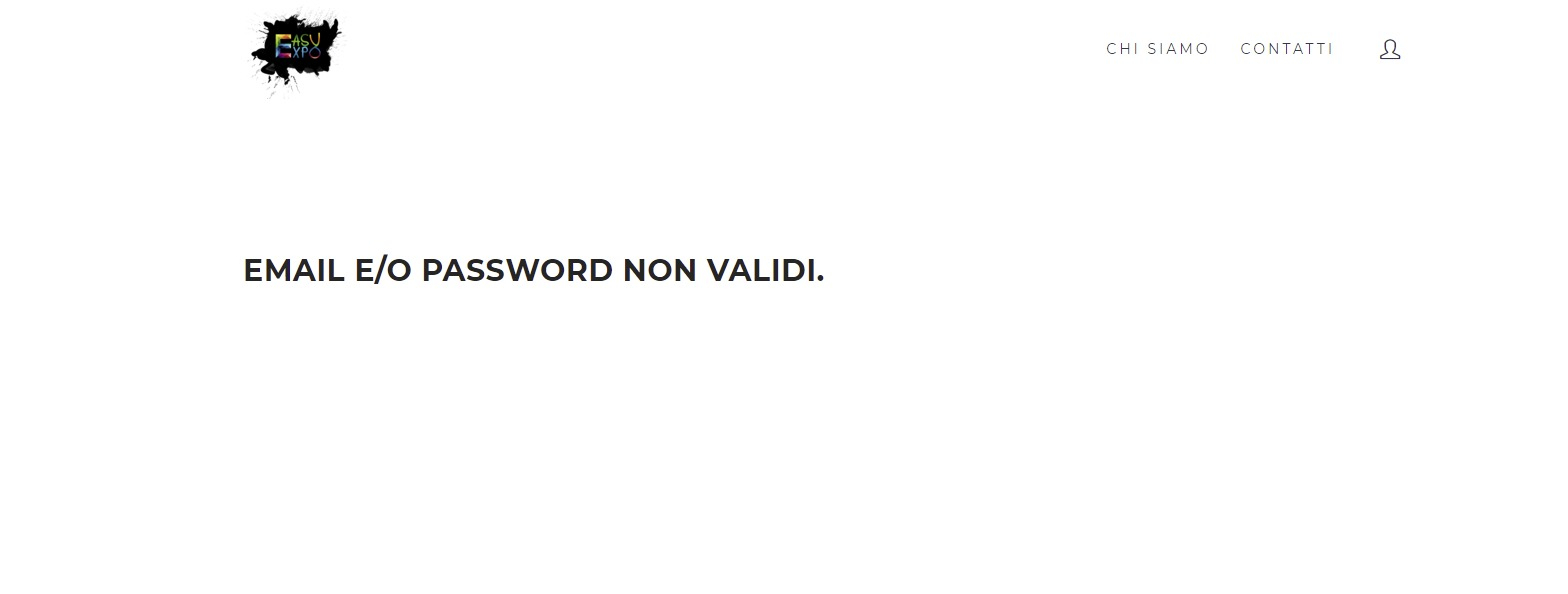 EASY
EXPO
CHI SIAMO CONTATTI
EMAIL E/O PASSWORD NON VALIDI.